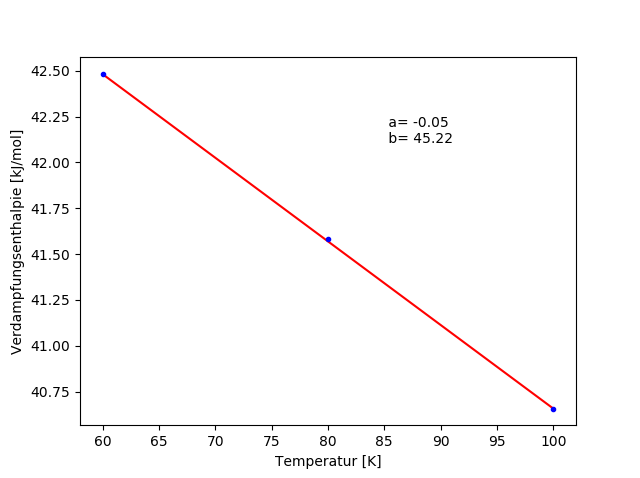 42.50
42.25
42.00
41.75
41.50
41.25
41.00
40.75
Verdampfungsenthalpie [kJ/mol]
a= -0.05
b= 45.22
60 65 70 75 80 85 90 95 100
Temperatur [K]